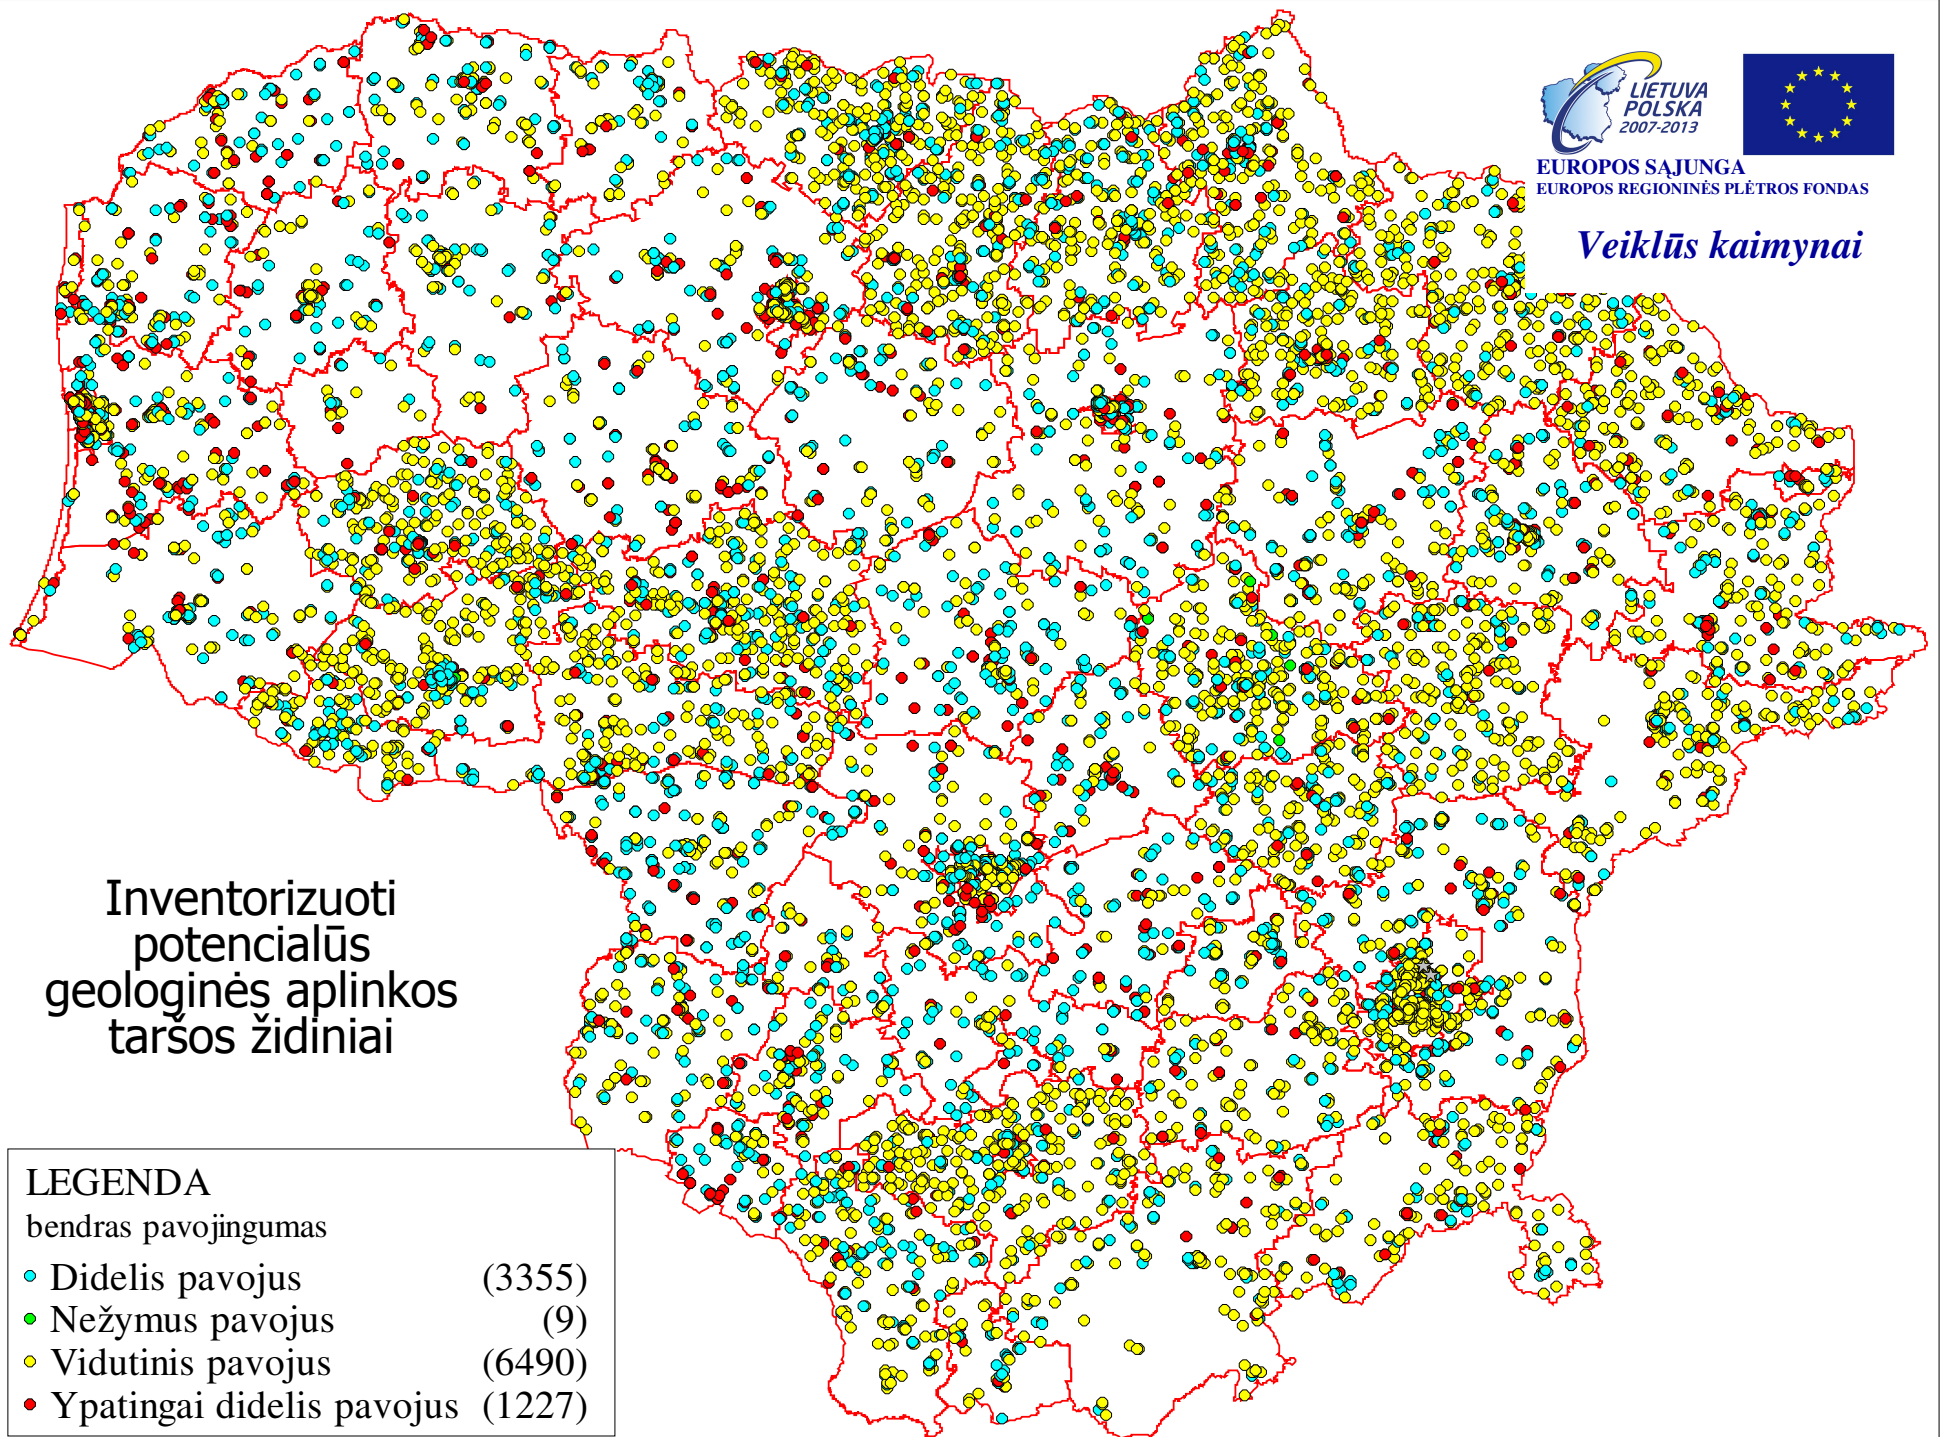 LIETUVA
POLSKA
2007-2013
EUROPOS SĄJUNGA
EUROPOS REGIONINĖS PLĖTROS FONDAS
Veiklūs kaimynai
Inventorizuoti
potencialūs
geologinės aplinkos
taršos židiniai
LEGENDA
bendras pavojingumas
Didelis pavojus (3355)
Nežymus pavojus (9)
Vidutinis pavojus (6490)
Ypatingai didelis pavojus (1227)